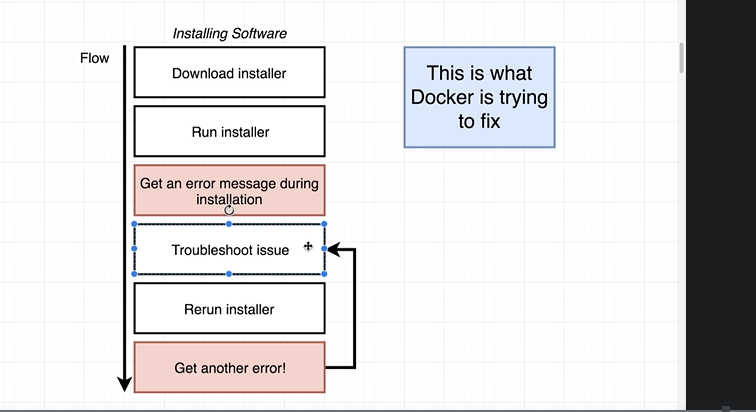 Installing Software
Flow
Download installer
Run installer
Get an error message during
installation
Troubleshoot issue
Rerun installer
Get another error!
This is what
Docker is trying
to fix